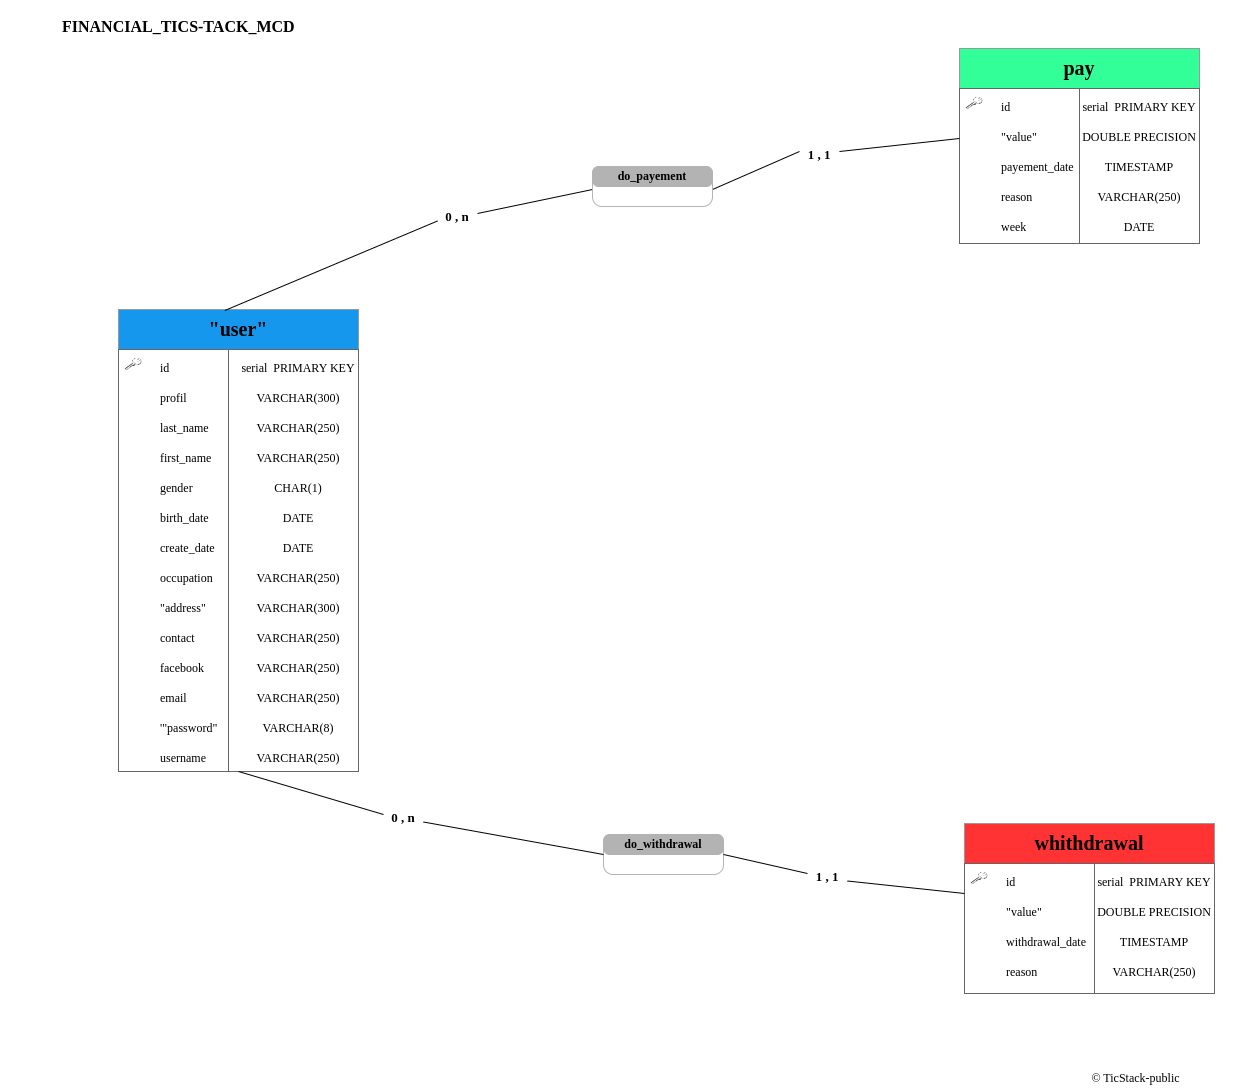 FINANCIAL_TICS-TACK_MCD
pay
id serial  PRIMARY KEY
"value" DOUBLE PRECISION
payement_date TIMESTAMP
reason VARCHAR(250)
week DATE
1 , 1
do_payement
0 , n
"user"
id serial  PRIMARY KEY
profil VARCHAR(300)
last_name VARCHAR(250)
first_name VARCHAR(250)
gender CHAR(1)
birth_date DATE
create_date DATE
occupation VARCHAR(250)
"address" VARCHAR(300)
contact VARCHAR(250)
facebook VARCHAR(250)
email VARCHAR(250)
'"password" VARCHAR(8)
username VARCHAR(250)
0 , n
do_withdrawal
1 , 1
whithdrawal
id serial  PRIMARY KEY
"value" DOUBLE PRECISION
withdrawal_date TIMESTAMP
reason VARCHAR(250)
© TicStack-public